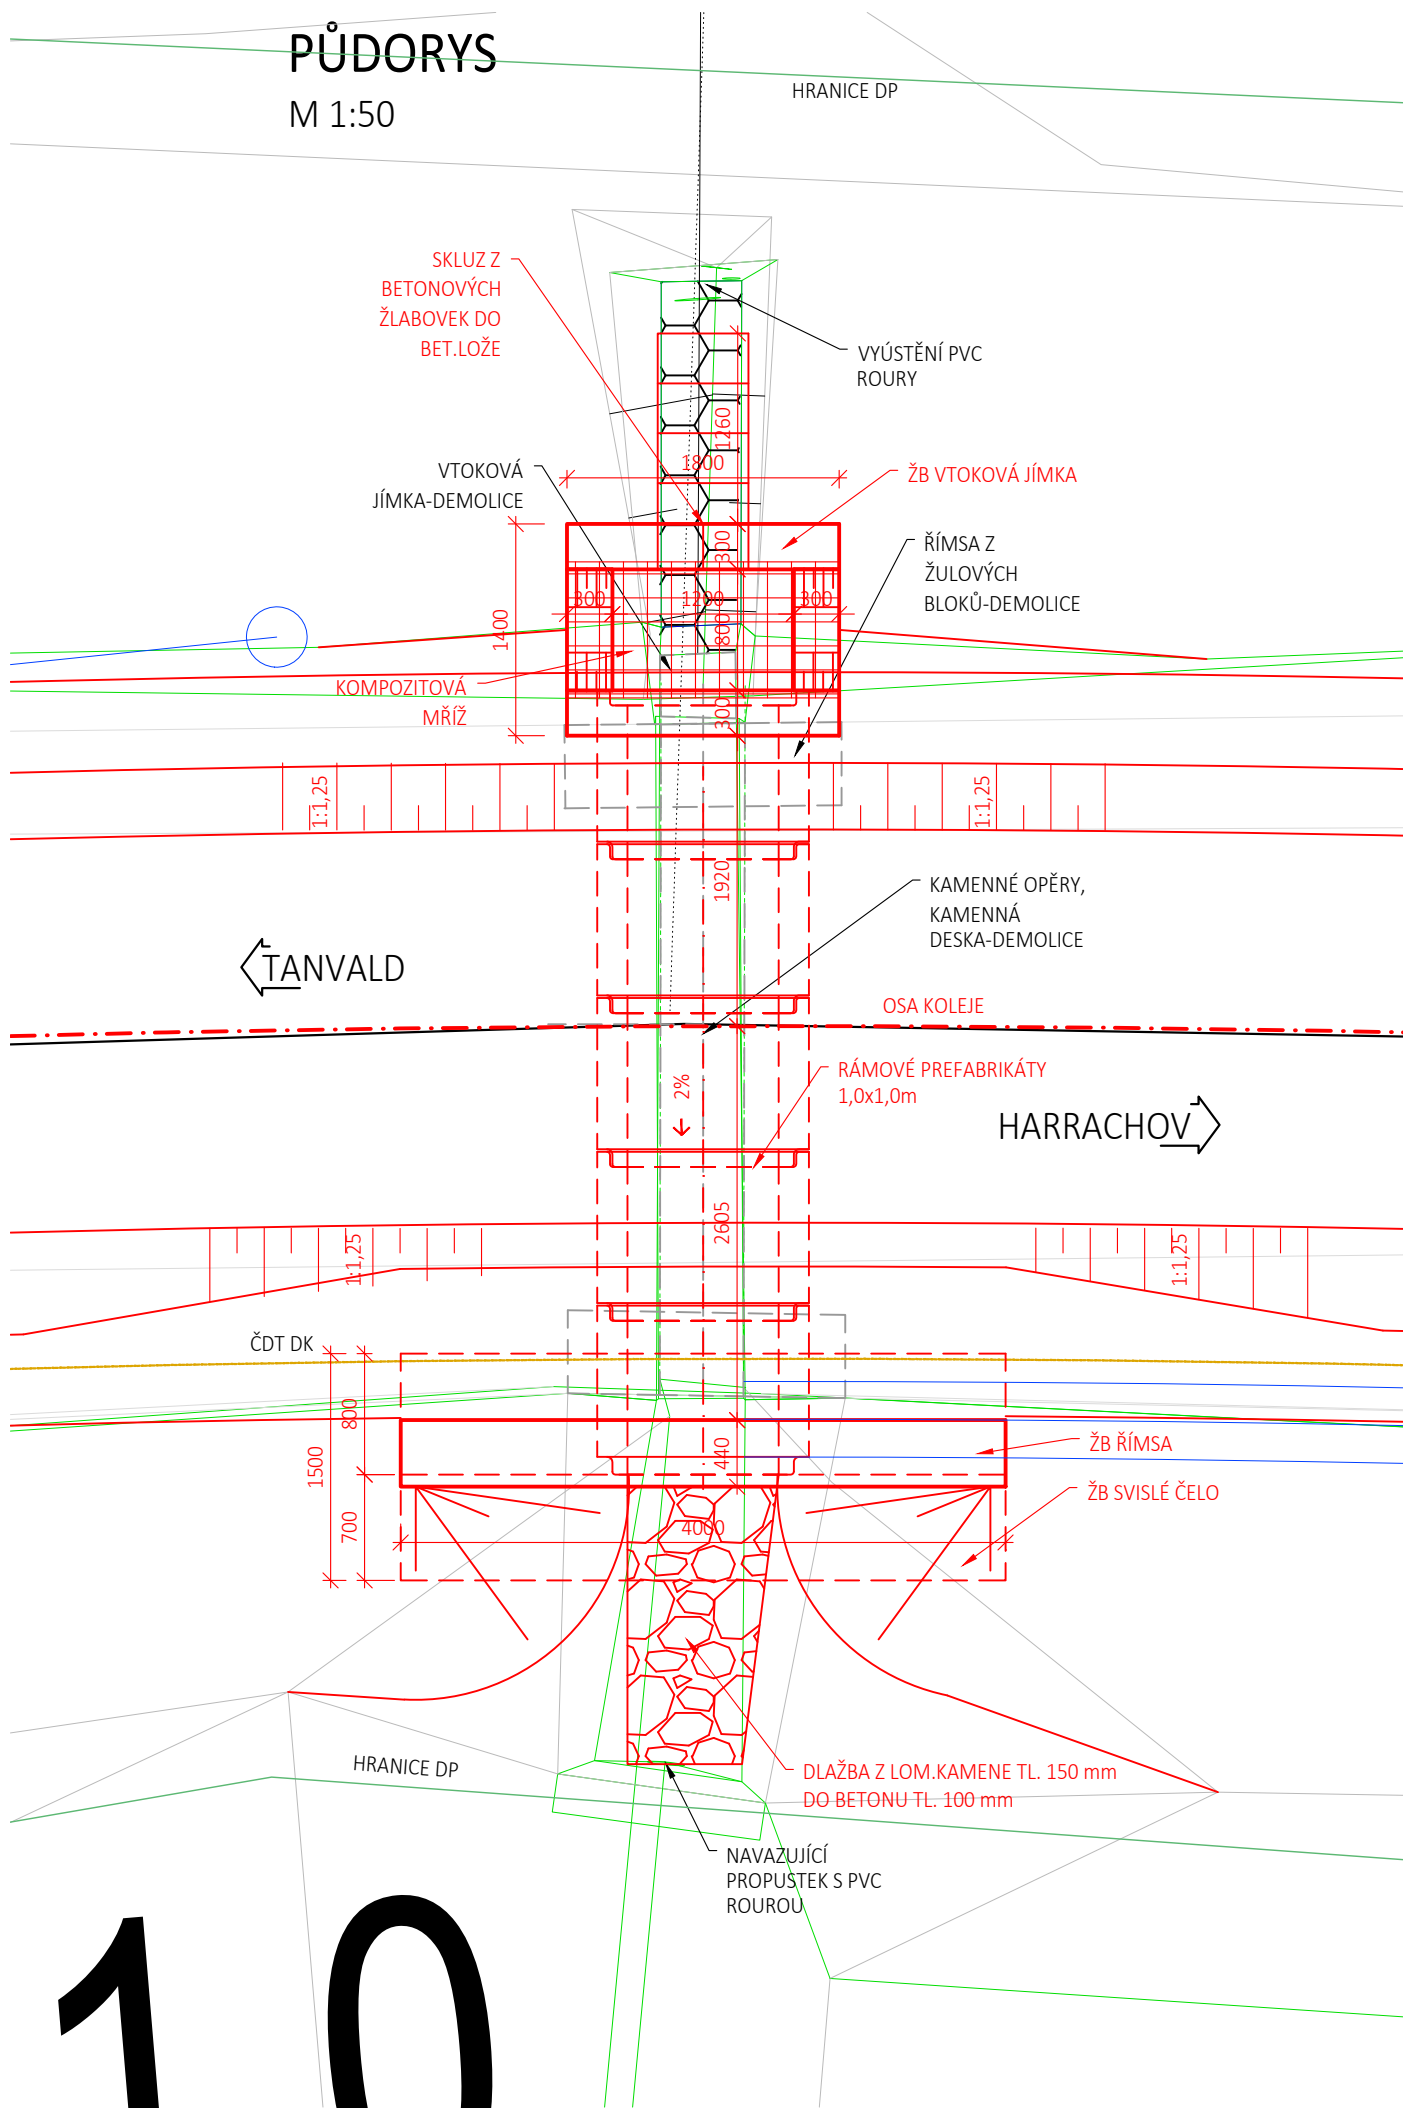 PŮDORYS
M 1:50
HRANICE DP
SKLUZ Z
BETONOVÝCH
ŽLABOVEK DO
BET.LOŽE
VYÚSTĚNÍ PVC
ROURY
1260
1800
VTOKOVÁ
JÍMKA-DEMOLICE
ŽB VTOKOVÁ JÍMKA
300
ŘÍMSA Z
ŽULOVÝCH
BLOKŮ-DEMOLICE
300
1200
300
1400
800
KOMPOZITOVÁ
MŘÍŽ
300
1:1,25
1:1,25
1920
KAMENNÉ OPĚRY,
KAMENNÁ
DESKA-DEMOLICE
TANVALD
OSA KOLEJE
RÁMOVÉ PREFABRIKÁTY
1,0x1,0m
2%
HARRACHOV
2605
1:1,25
1:1,25
ČDT DK
800
1500
440
ŽB ŘÍMSA
ŽB SVISLÉ ČELO
700
4000
HRANICE DP
DLAŽBA Z LOM.KAMENE TL. 150 mm
DO BETONU TL. 100 mm
NAVAZUJÍCÍ
PROPUSTEK S PVC
ROUROU
10